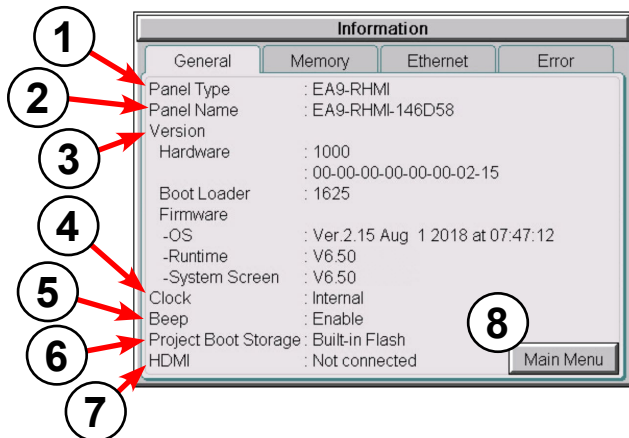 Information
General Memory Ethernet Error
1 Panel Type : EA9-RHMI
2 Panel Name : EA9-RHMI-146D58
3 Version
Hardware : 1000
: 00-00-00-00-00-00-02-15
Boot Loader : 1625
Firmware
-OS : Ver.2.15 Aug 1 2018 at 07:47:12
-Runtime : V6.50
-System Screen : V6.50
4 Clock : Internal
5 Beep : Enable
6 Project Boot Storage : Built-in Flash
7 HDMI : Not connected
8 Main Menu